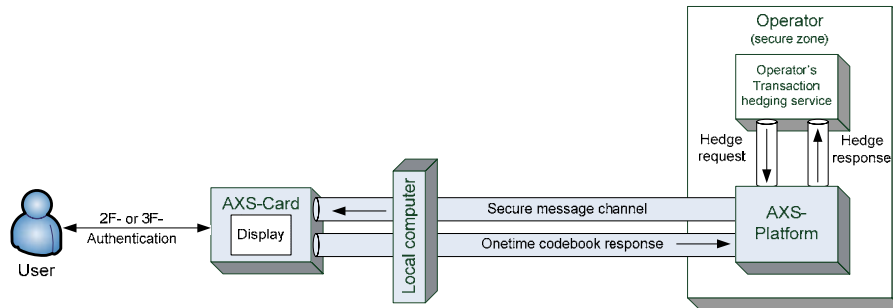 Operator
(secure zone)
Operator's
Transaction
hedging service
Hedge
request
Hedge
response
AXS-Card
Display
Local computer
Secure message channel
Onetime codebook response
AXS-
Platform
2F- or 3F-
Authentication
User